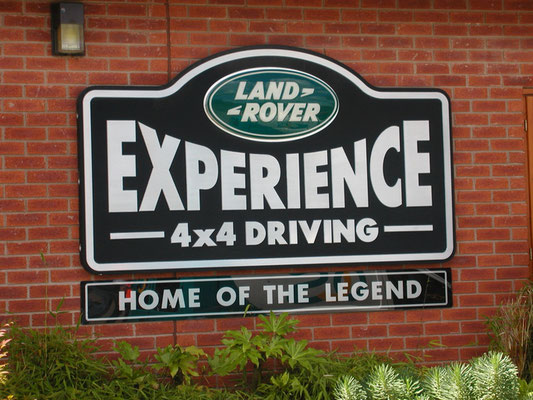 LAND-
-ROVER
EXPERIENCE
4x4 DRIVING
HOME OF THE LEGEND